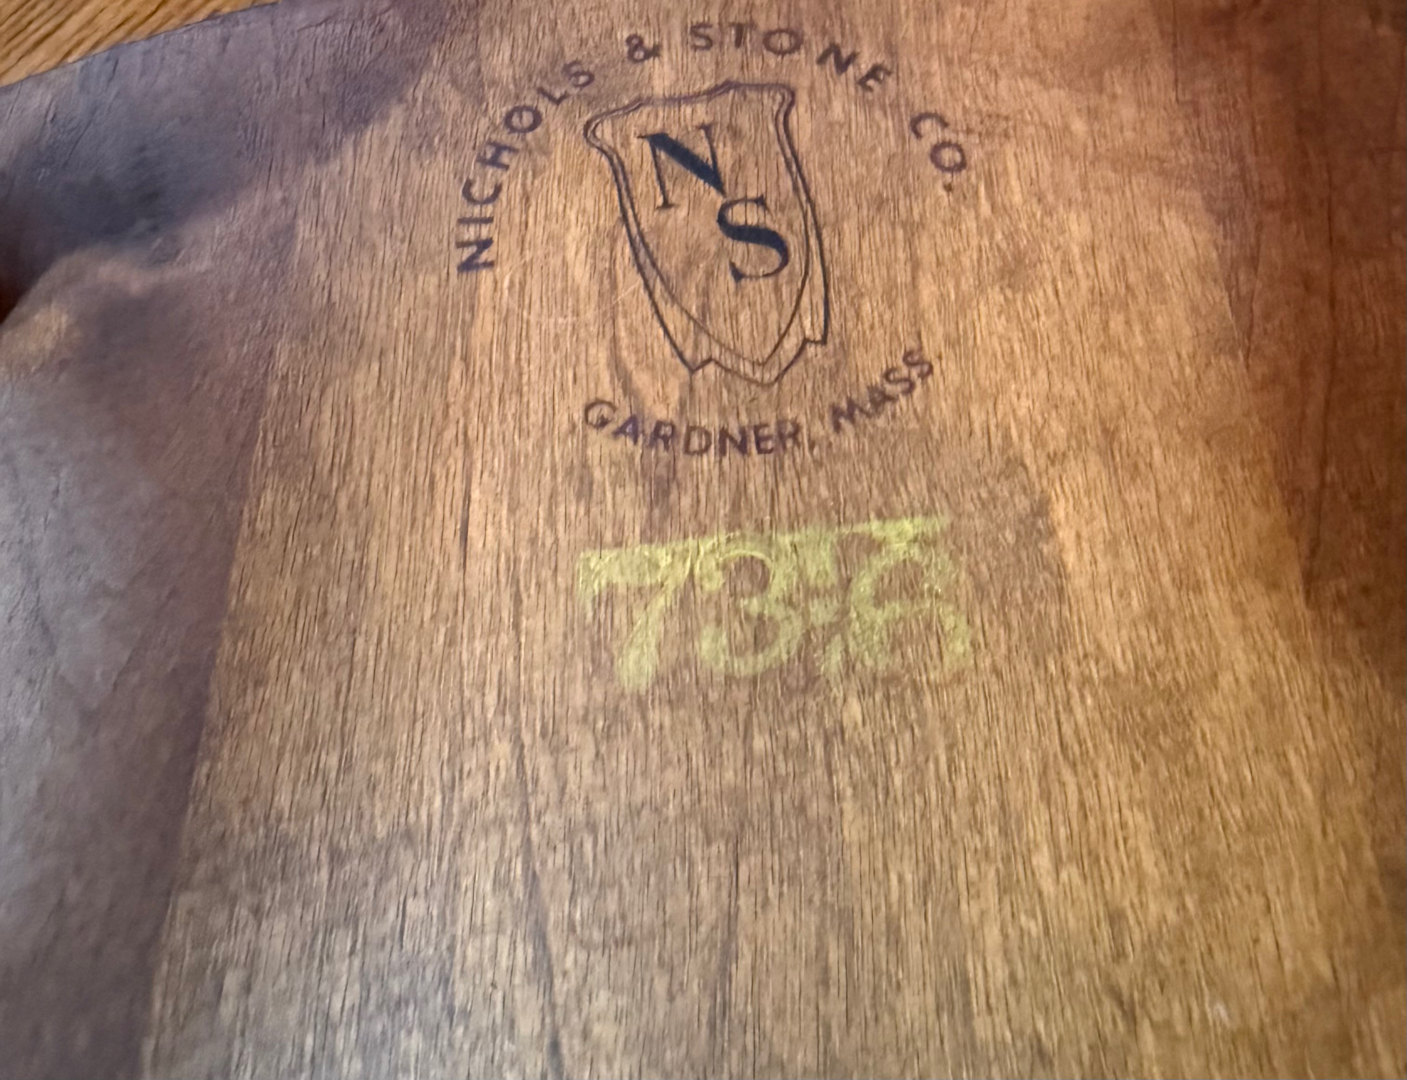 NICHOLS & STONE CO.
NS
GARDNER, MASS